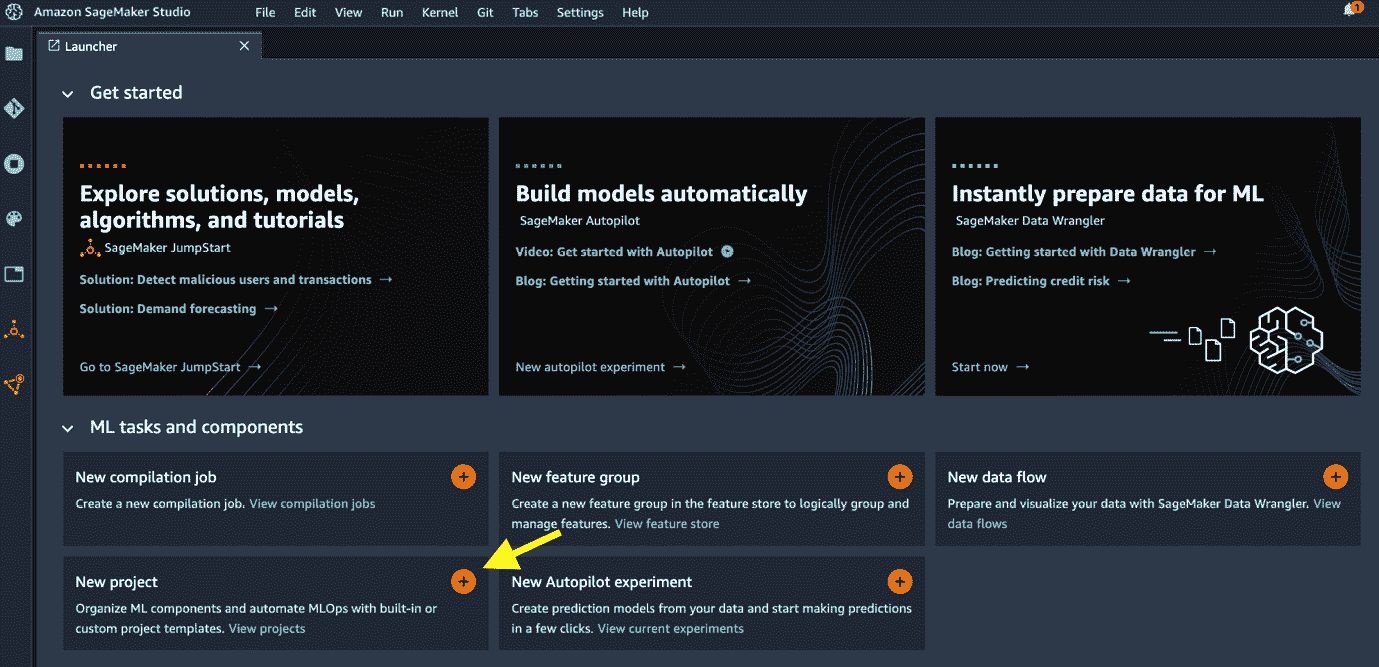 Amazon SageMaker Studio File Edit View Run Kernel Git Tabs Settings Help 1
Launcher
Get started
Explore solutions, models,
algorithms, and tutorials
SageMaker JumpStart
Solution: Detect malicious users and transactions →
Solution: Demand forecasting →
Go to SageMaker JumpStart →
Build models automatically
SageMaker Autopilot
Video: Get started with Autopilot
Blog: Getting started with Autopilot →
New autopilot experiment →
Instantly prepare data for ML
SageMaker Data Wrangler
Blog: Getting started with Data Wrangler →
Blog: Predicting credit risk →
Start now →
ML tasks and components
New compilation job
Create a new compilation job. View compilation jobs
New feature group
Create a new feature group in the feature store to logically group and
manage features. View feature store
New data flow
Prepare and visualize your data with SageMaker Data Wrangler. View
data flows
New project
Organize ML components and automate MLOps with built-in or
custom project templates. View projects
New Autopilot experiment
Create prediction models from your data and start making predictions
in a few clicks. View current experiments